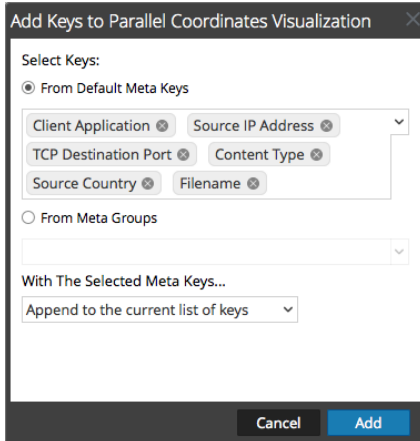 Add Keys to Parallel Coordinates Visualization
Select Keys:
From Default Meta Keys
Client Application Source IP Address
TCP Destination Port Content Type
Source Country Filename
From Meta Groups
With The Selected Meta Keys...
Append to the current list of keys
Cancel Add